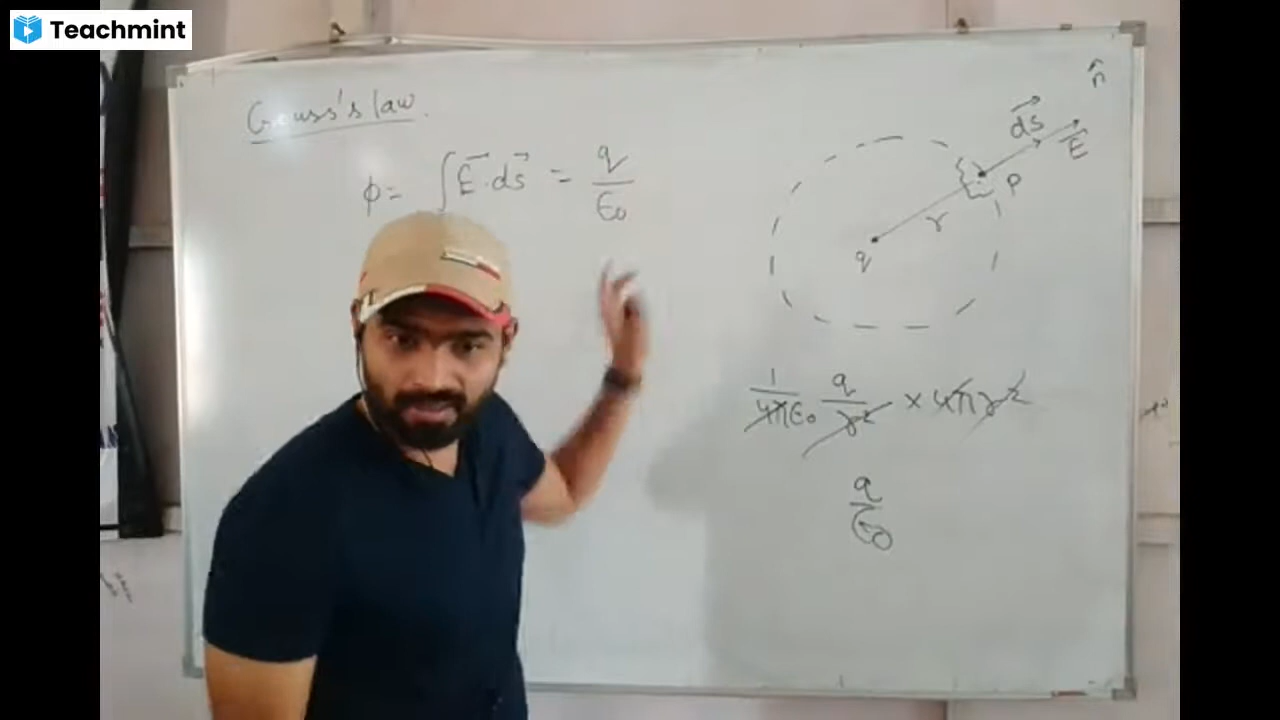 Teachmint
Gauss's law.
ϕ = ∫ E⃗ . ds⃗ = q/ε₀
n̂
ds⃗
E⃗
P
r
q
1/4πε₀ q/r² × 4πr²
q/ε₀